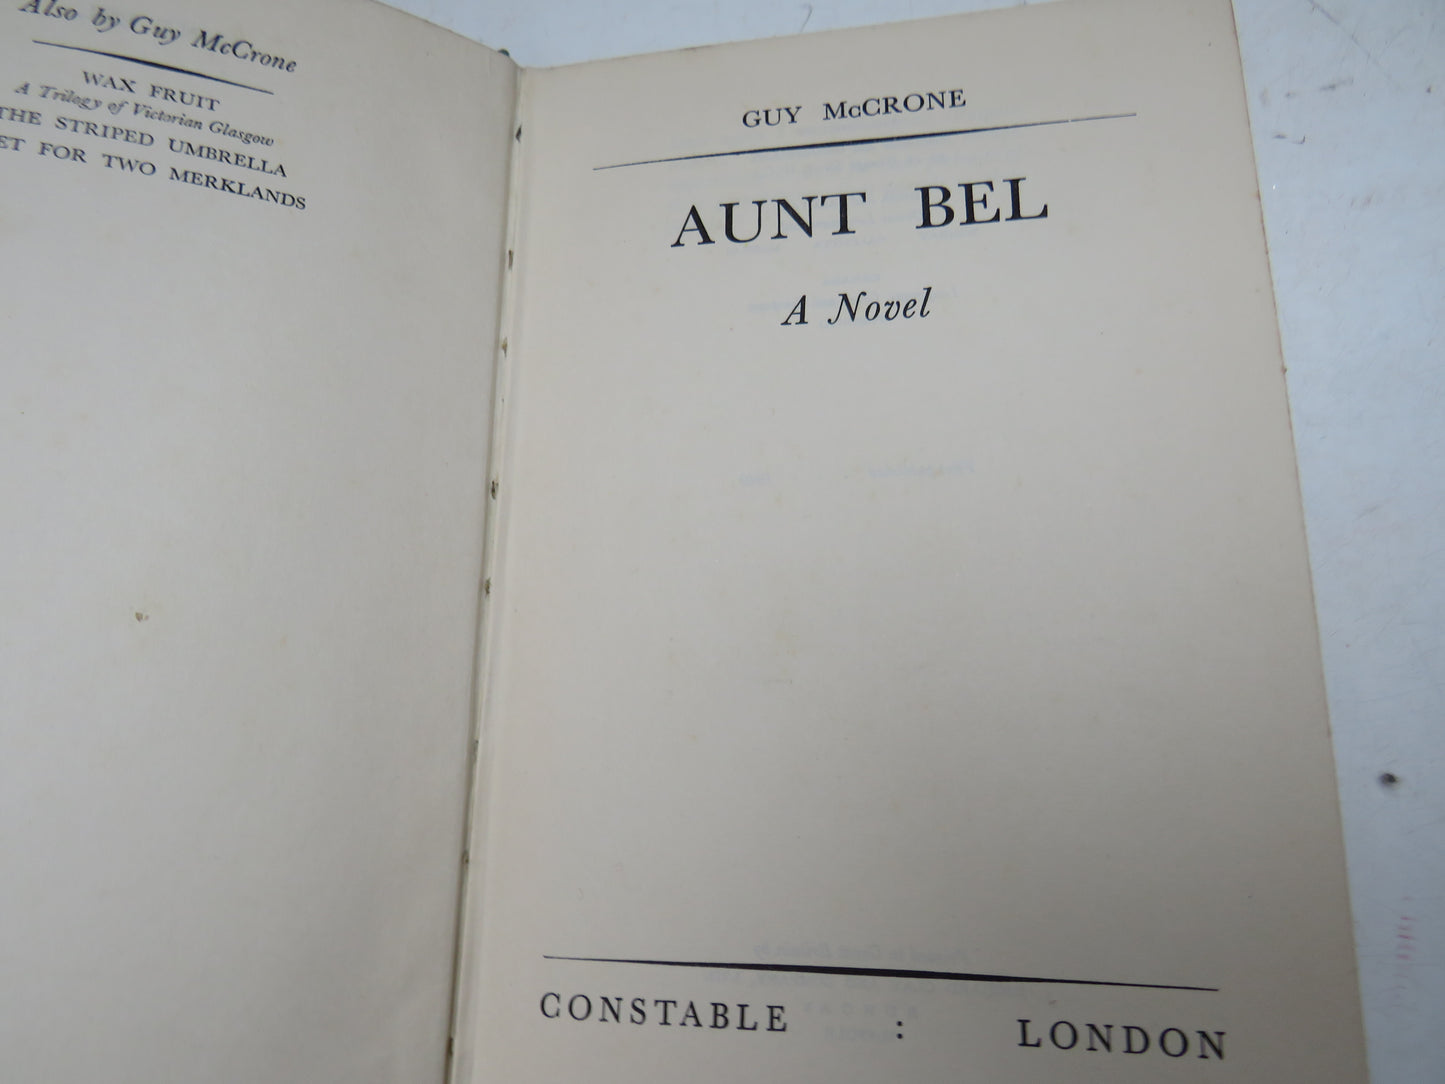 Also by Guy McCrone
WAX FRUIT
A Trilogy of Victorian Glasgow
THE STRIPED UMBRELLA
ET FOR TWO MERKLANDS
GUY McCRONE
AUNT BEL
A Novel
CONSTABLE : LONDON